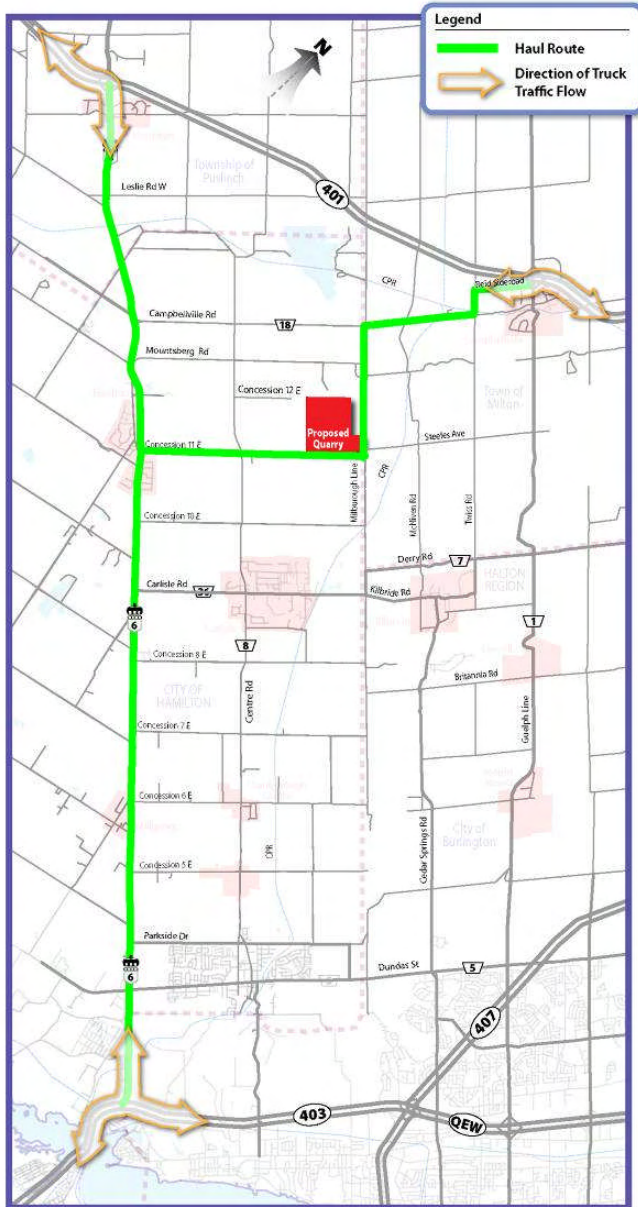 Legend
Haul Route
Direction of Truck
Traffic Flow
N
Township of
Puslinch
Leslie Rd W
401
CPR
Reid Sideroad
Campbellville Rd
18
Mountsberg Rd
Concession 12 E
Town of
Milton
Proposed
Quarry
Concession 11 E
Steeles Ave
Milburough Line
CPR
McNiven Rd
Twiss Rd
Concession 10 E
Derry Rd
7
Carlisle Rd
Kilbride Rd
HALTON
REGION
6
8
1
Concession 8 E
Britannia Rd
CITY OF
HAMILTON
Centre Rd
Guelph Line
Concession 7 E
Concession 6 E
Cedar Springs Rd
City of
Burlington
CPR
Concession 5 E
Parkside Dr
6
Dundas St
5
407
403
QEW